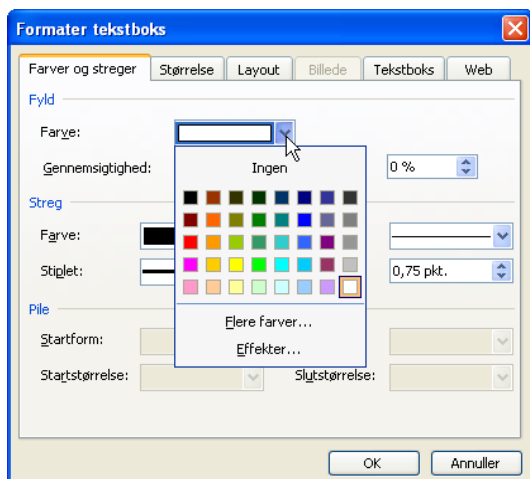 Formater tekstboks
Farver og streger Størrelse Layout Billede Tekstboks Web
Fyld
Farve:
Gennemsigtighed: 0 %
Ingen
Streg
Farve:
Stiplet: 0,75 pkt.
Flere farver...
Effekter...
Pile
Startform:
Startstørrelse: Slutstørrelse:
OK Annuller